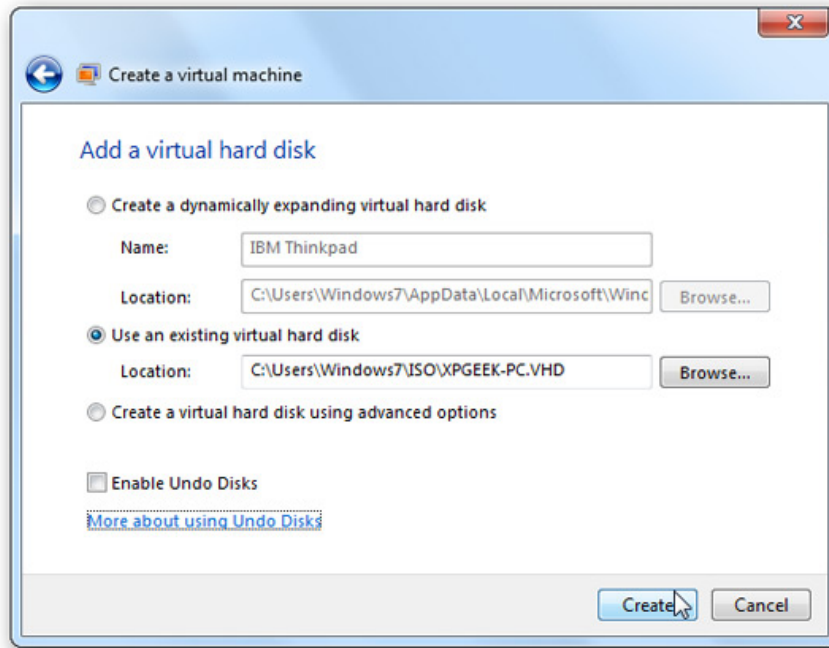 Create a virtual machine
Add a virtual hard disk
Create a dynamically expanding virtual hard disk
Name: IBM Thinkpad
Location: C:\Users\Windows7\AppData\Local\Microsoft\Winc Browse...
Use an existing virtual hard disk
Location: C:\Users\Windows7\ISO\XPGEEK-PC.VHD Browse...
Create a virtual hard disk using advanced options
Enable Undo Disks
More about using Undo Disks
Create Cancel